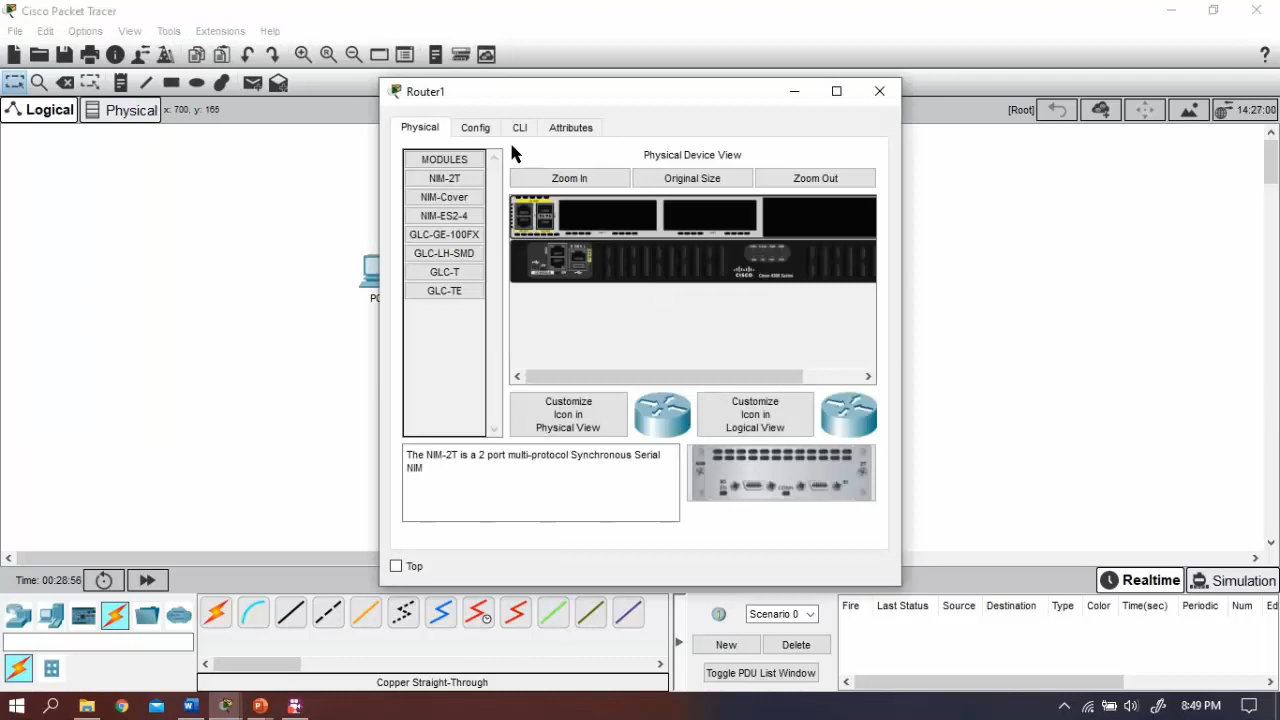 Cisco Packet Tracer
File Edit Options View Tools Extensions Help
Logical Physical x: 700, y: 165 [Root] 14:27:00
Router1
Physical Config CLI Attributes
MODULES
NIM-2T
NIM-Cover
NIM-ES2-4
GLC-GE-100FX
GLC-LH-SMD
GLC-T
GLC-TE
Physical Device View
Zoom In Original Size Zoom Out
CISCO
Customize
Icon in
Physical View
Customize
Icon in
Logical View
The NIM-2T is a 2 port multi-protocol Synchronous Serial
NIM
Top
Time: 00:28:56
Realtime Simulation
Scenario 0
New Delete
Toggle PDU List Window
Fire Last Status Source Destination Type Color Time(sec) Periodic Num Ed
Copper Straight-Through
8:49 PM